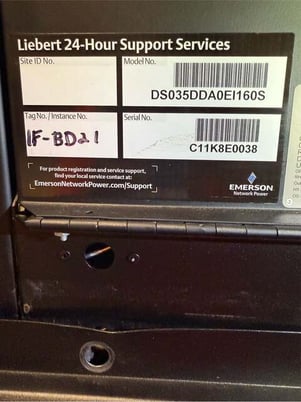 Liebert 24-Hour Support Services
Site ID No.
Model No.
DS035DDA0EI160S
Tag No. / Instance No.
1F-BD21
Serial No.
C11K8E0038
For product registration and service support,
find your local service contact at:
EmersonNetworkPower.com/Support
EMERSON
Network Power